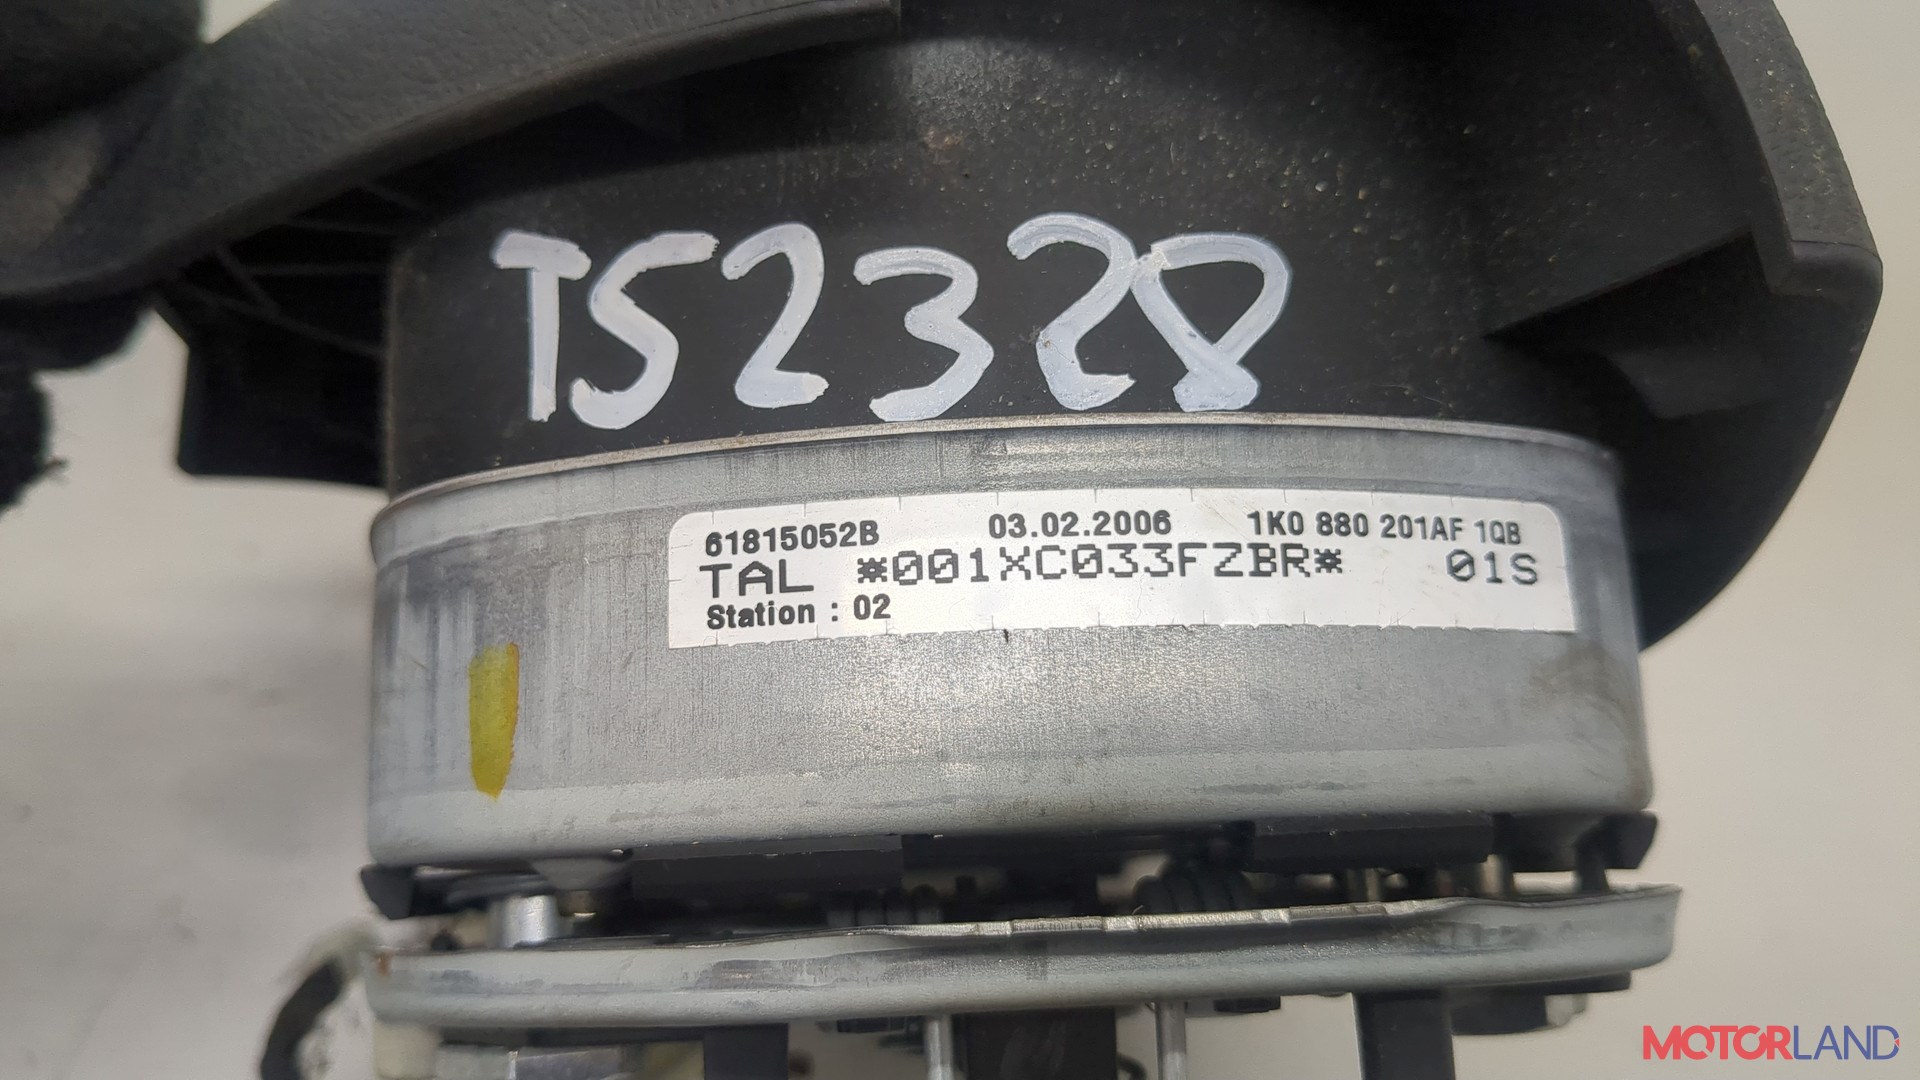 TS2328
61815052B 03.02.2006 1K0 880 201AF 1QB
TAL *001XC033FZBR* 01S
Station : 02
MOTORLAND